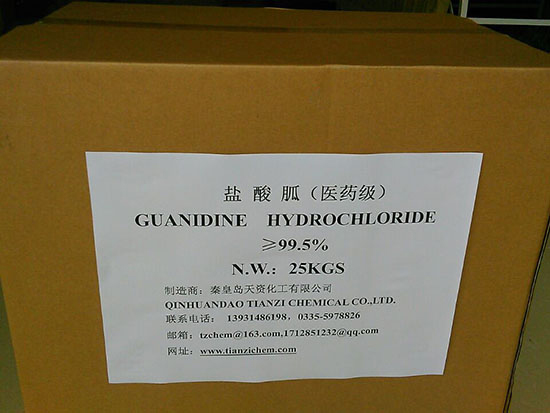 盐 酸 胍（医药级）
GUANIDINE HYDROCHLORIDE
≥99.5%
N.W.: 25KGS
制造商：秦皇岛天资化工有限公司
QINHUANDAO TIANZI CHEMICAL CO.,LTD.
联系电话： 13931486198，0335-5978826
邮箱：tzchem@163.com,1712851232@qq.com
网址：www.tianzichem.com